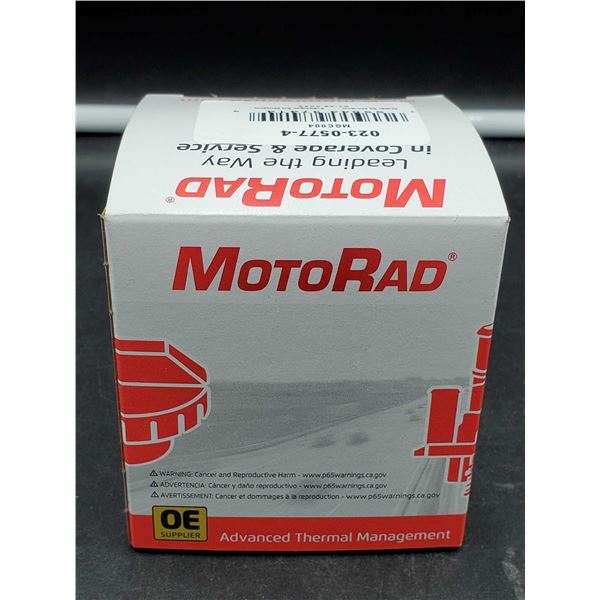 MGC904
023-0577-4
Leading the Way
in Coverage & Service
MOTORAD®
MOTORAD®
WARNING: Cancer and Reproductive Harm - www.p65warnings.ca.gov
ADVERTENCIA: Cáncer y daño reproductivo - www.p65warnings.ca.gov
AVERTISSEMENT: Cancer et dommages à la reproduction - www.p65warnings.ca.gov
OE
SUPPLIER
Advanced Thermal Management